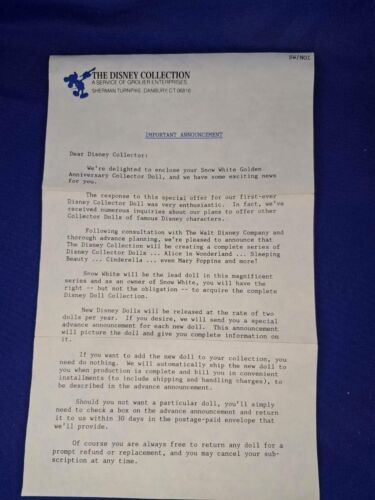 SW/NOI
THE DISNEY COLLECTION
A SERVICE OF GROLIER ENTERPRISES
SHERMAN TURNPIKE, DANBURY, CT 06816
IMPORTANT ANNOUNCEMENT
Dear Disney Collector:
We're delighted to enclose your Snow White Golden
Anniversary Collector Doll, and we have some exciting news
for you.
The response to this special offer for our first-ever
Disney Collector Doll was very enthusiastic. In fact, we've
received numerous inquiries about our plans to offer other
Collector Dolls of famous Disney characters.
Following consultation with The Walt Disney Company and
thorough advance planning, we're pleased to announce that
The Disney Collection will be creating a complete series of
Disney Collector Dolls ... Alice in Wonderland ... Sleeping
Beauty ... Cinderella ... even Mary Poppins and more!
Snow White will be the lead doll in this magnificent
series and as an owner of Snow White, you will have the
right -- but not the obligation -- to acquire the complete
Disney Doll Collection.
New Disney Dolls will be released at the rate of two
dolls per year. If you desire, we will send you a special
advance announcement for each new doll. This announcement
will picture the doll and give you complete information on
it.
If you want to add the new doll to your collection, you
need do nothing. We will automatically ship the new doll to
you when production is complete and bill you in convenient
installments (to include shipping and handling charges), to
be described in the advance announcement.
Should you not want a particular doll, you'll simply
need to check a box on the advance announcement and return
it to us within 30 days in the postage-paid envelope that
we'll provide.
Of course you are always free to return any doll for a
prompt refund or replacement, and you may cancel your sub-
scription at any time.